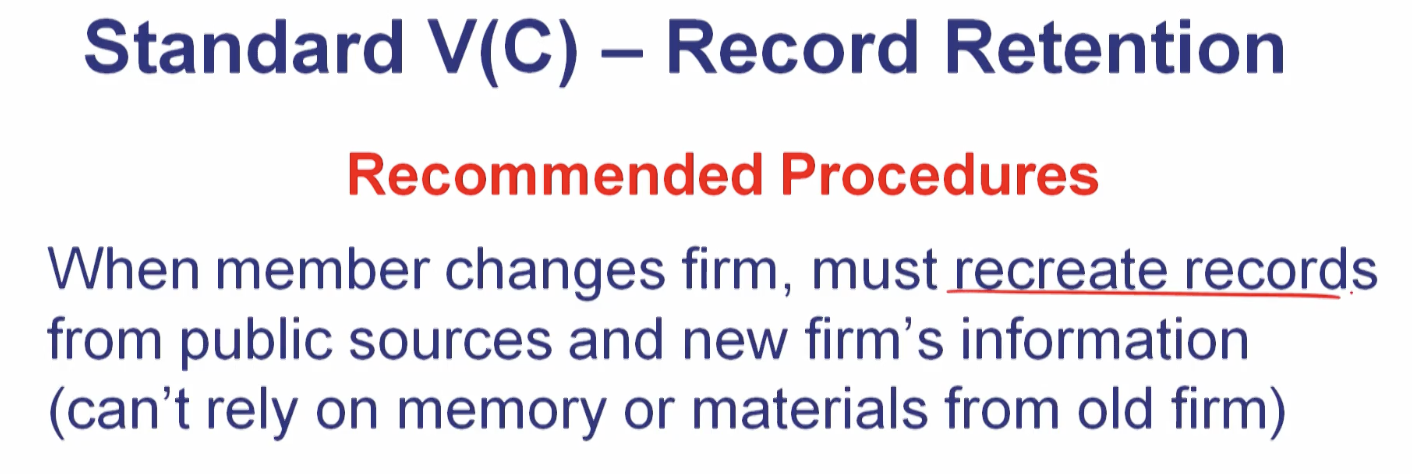 Standard V(C) – Record Retention
Recommended Procedures
When member changes firm, must recreate records
from public sources and new firm’s information
(can’t rely on memory or materials from old firm)